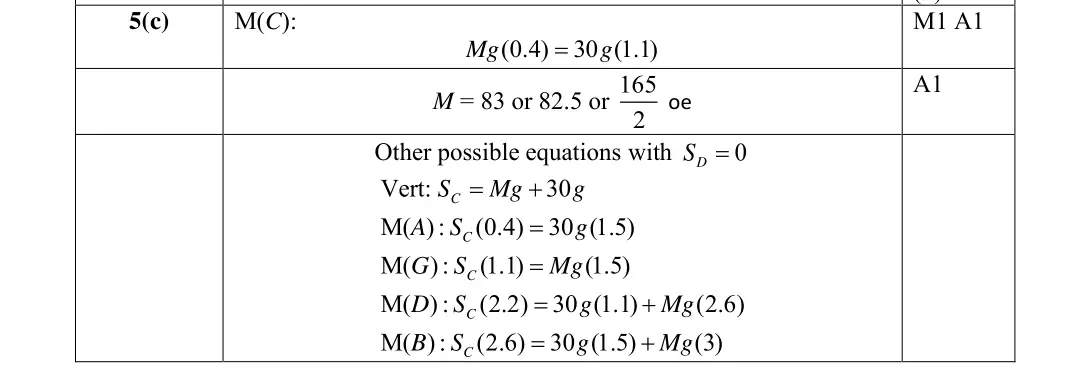 5(c) M(C): M1 A1
Mg(0.4) = 30g(1.1)
M = 83 or 82.5 or 165/2 oe A1
Other possible equations with S_D = 0
Vert: S_C = Mg + 30g
M(A) : S_C(0.4) = 30g(1.5)
M(G) : S_C(1.1) = Mg(1.5)
M(D) : S_C(2.2) = 30g(1.1) + Mg(2.6)
M(B) : S_C(2.6) = 30g(1.5) + Mg(3)